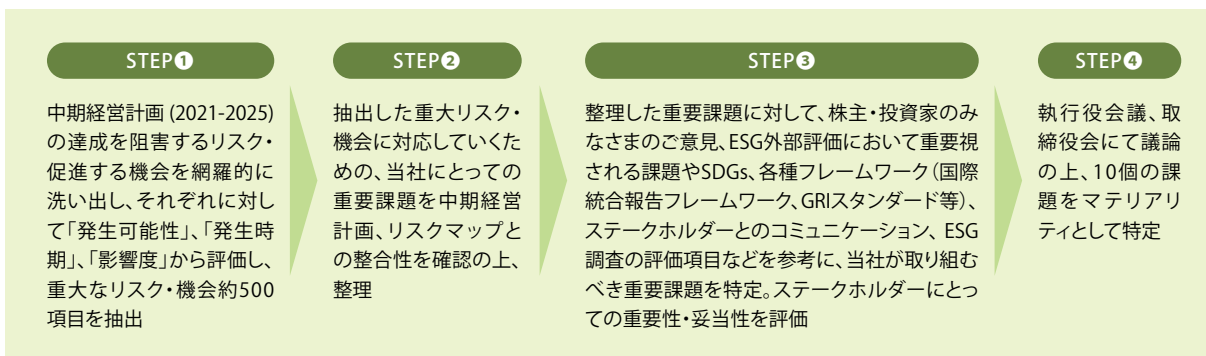 STEP❶
中期経営計画 (2021-2025)
の達成を阻害するリスク・
促進する機会を網羅的に
洗い出し、それぞれに対し
て「発生可能性」、「発生時
期」、「影響度」から評価し、
重大なリスク・機会約500
項目を抽出
STEP❷
抽出した重大リスク・
機会に対応していくた
めの、当社にとっての
重要課題を中期経営
計画、リスクマップと
の整合性を確認の上、
整理
STEP❸
整理した重要課題に対して、株主・投資家のみ
なさまのご意見、ESG外部評価において重要視
される課題やSDGs、各種フレームワーク（国際
統合報告フレームワーク、GRIスタンダード等）、
ステークホルダーとのコミュニケーション、ESG
調査の評価項目などを参考に、当社が取り組む
べき重要課題を特定。ステークホルダーにとっ
ての重要性・妥当性を評価
STEP❹
執行役会議、取
締役会にて議論
の上、10個の課
題をマテリアリ
ティとして特定